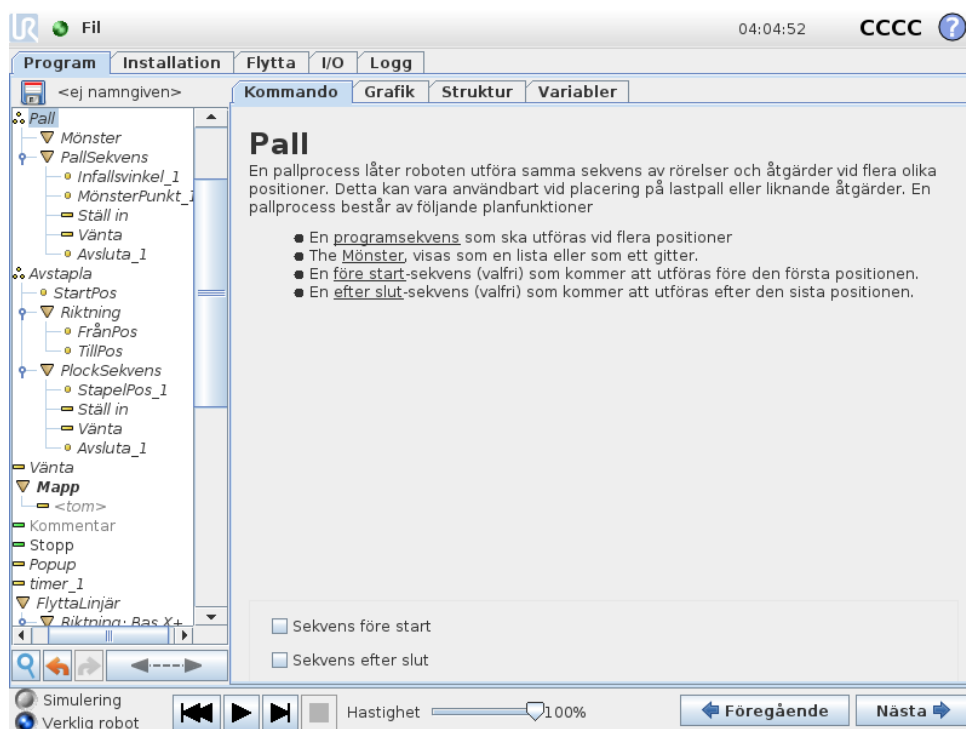 UR Fil 04:04:52 CCCC ?
Program Installation Flytta I/O Logg
<ej namngiven>
Kommando Grafik Struktur Variabler
Pall
Mönster
PallSekvens
Infallsvinkel_1
MönsterPunkt_1
Ställ in
Vänta
Avsluta_1
Avstapla
StartPos
Riktning
FrånPos
TillPos
PlockSekvens
StapelPos_1
Ställ in
Vänta
Avsluta_1
Vänta
Mapp
<tom>
Kommentar
Stopp
Popup
timer_1
FlyttaLinjär
Riktning: Bas X+
Pall
En pallprocess låter roboten utföra samma sekvens av rörelser och åtgärder vid flera olika
positioner. Detta kan vara användbart vid placering på lastpall eller liknande åtgärder. En
pallprocess består av följande planfunktioner
En programsekvens som ska utföras vid flera positioner
The Mönster, visas som en lista eller som ett gitter.
En före start-sekvens (valfri) som kommer att utföras före den första positionen.
En efter slut-sekvens (valfri) som kommer att utföras efter den sista positionen.
Sekvens före start
Sekvens efter slut
Simulering
Verklig robot
Hastighet 100%
Föregående Nästa